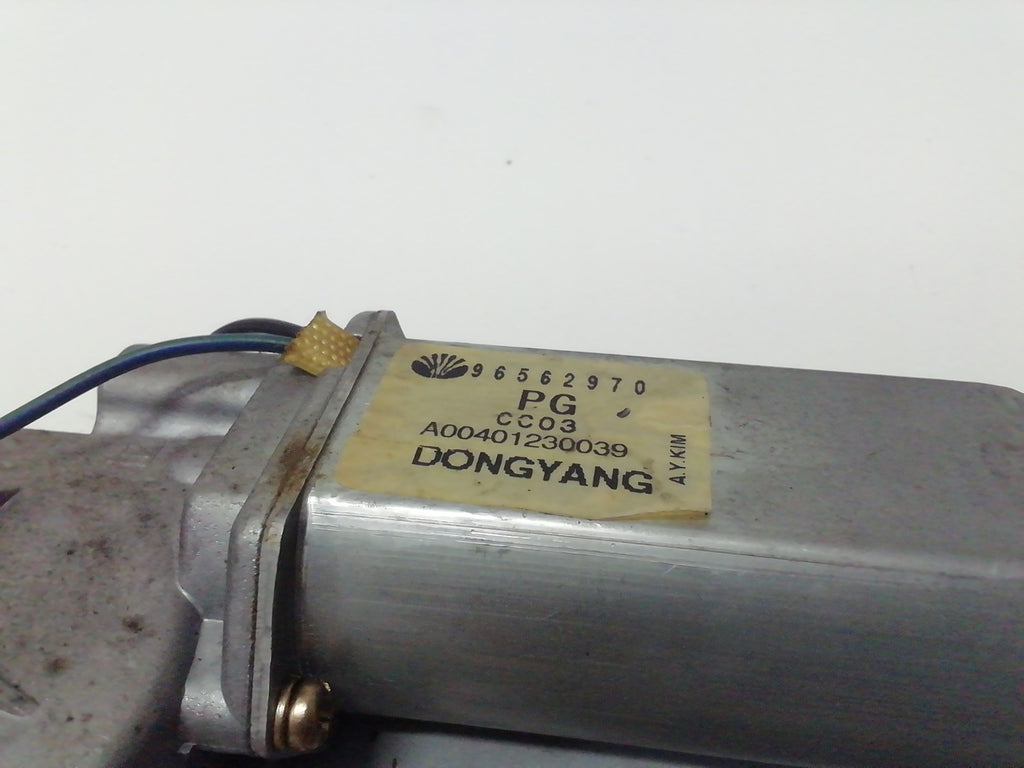 96562970
PG
CC03
A00401230039
DONGYANG
A.Y.KIM